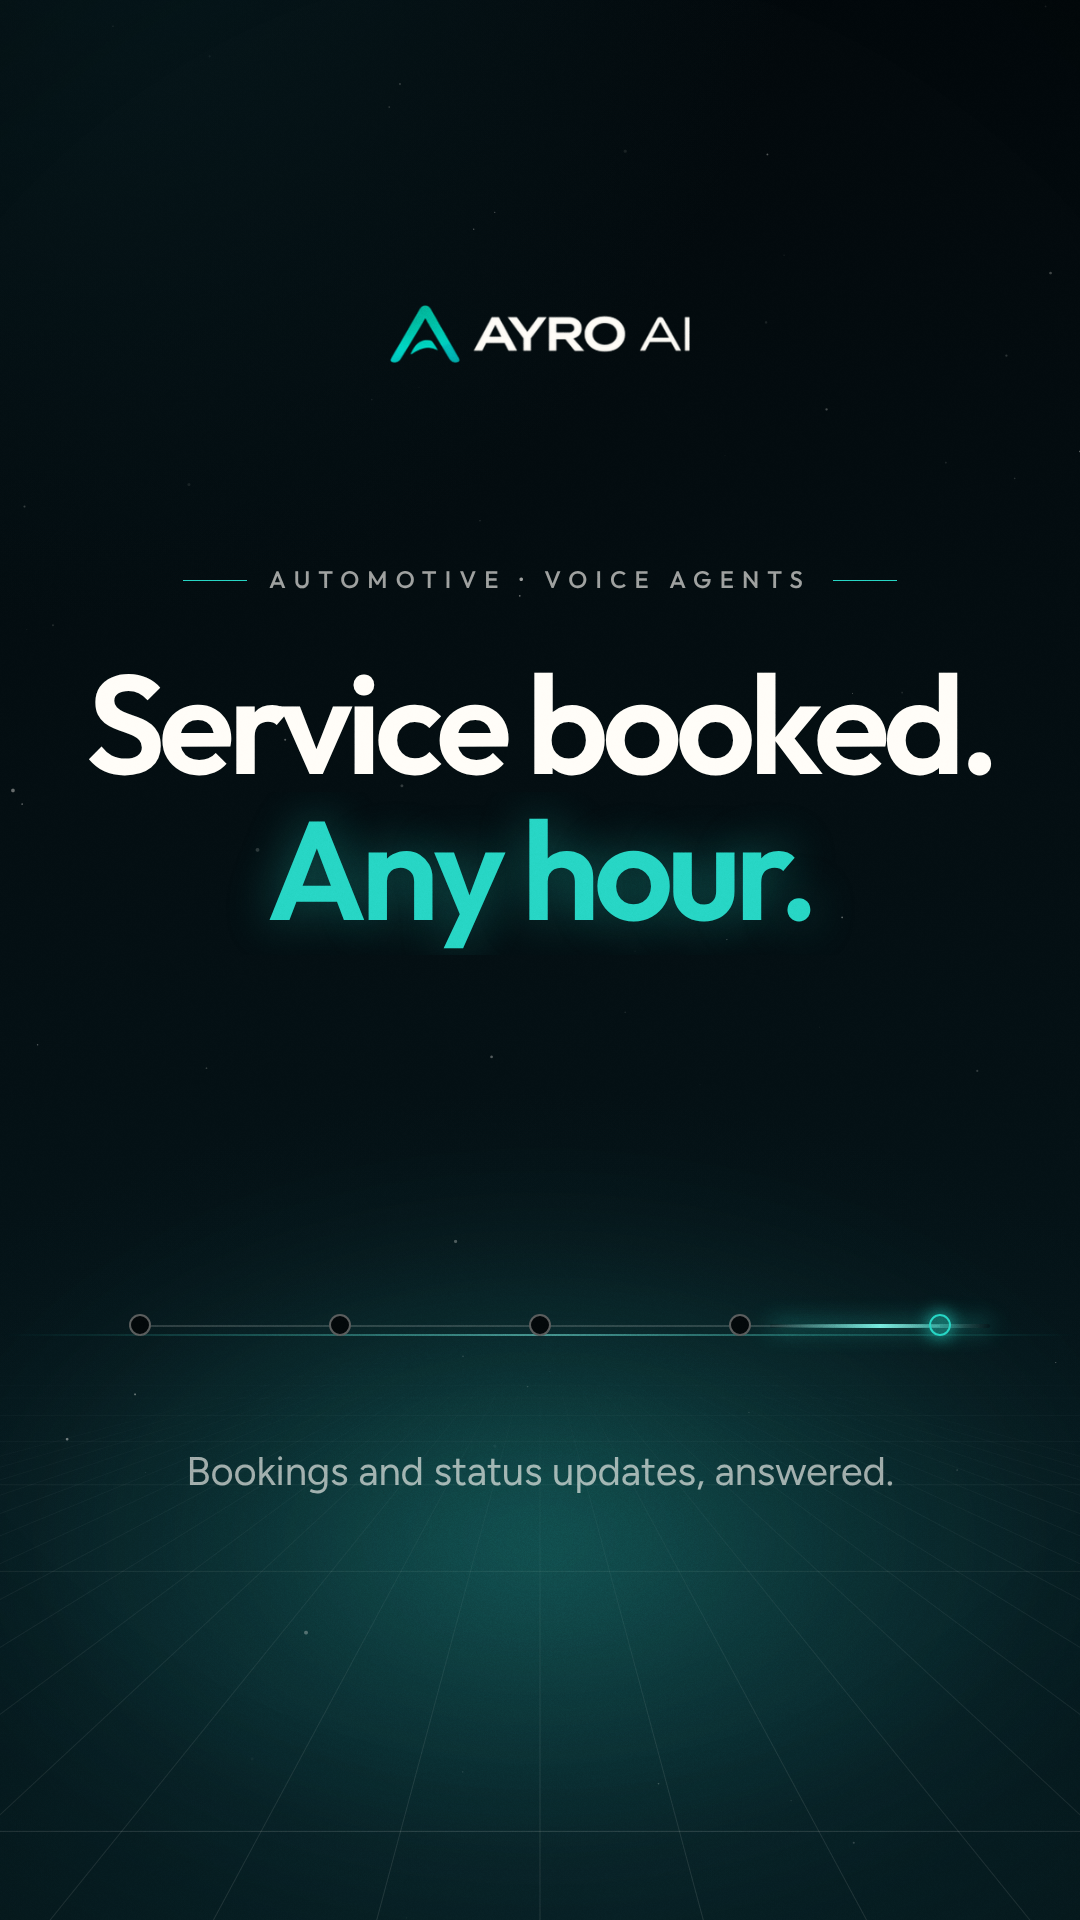 AYRO AI
AUTOMOTIVE · VOICE AGENTS
Service booked.
Any hour.
Bookings and status updates, answered.